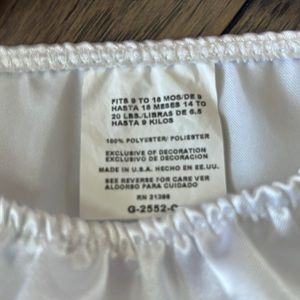 FITS 9 TO 18 MOS/DE 9
HASTA 18 MESES 14 TO
20 LBS./LIBRAS DE 6.5
HASTA 9 KILOS
100% POLYESTER/ POLIESTER
EXCLUSIVE OF DECORATION
EXCLUSIVO DE DECORACION
MADE IN U.S.A. HECHO EN EE.UU.
SEE REVERSE FOR CARE VER
ALDORSO PARA CUIDADO
RN 31386
G-2552-C